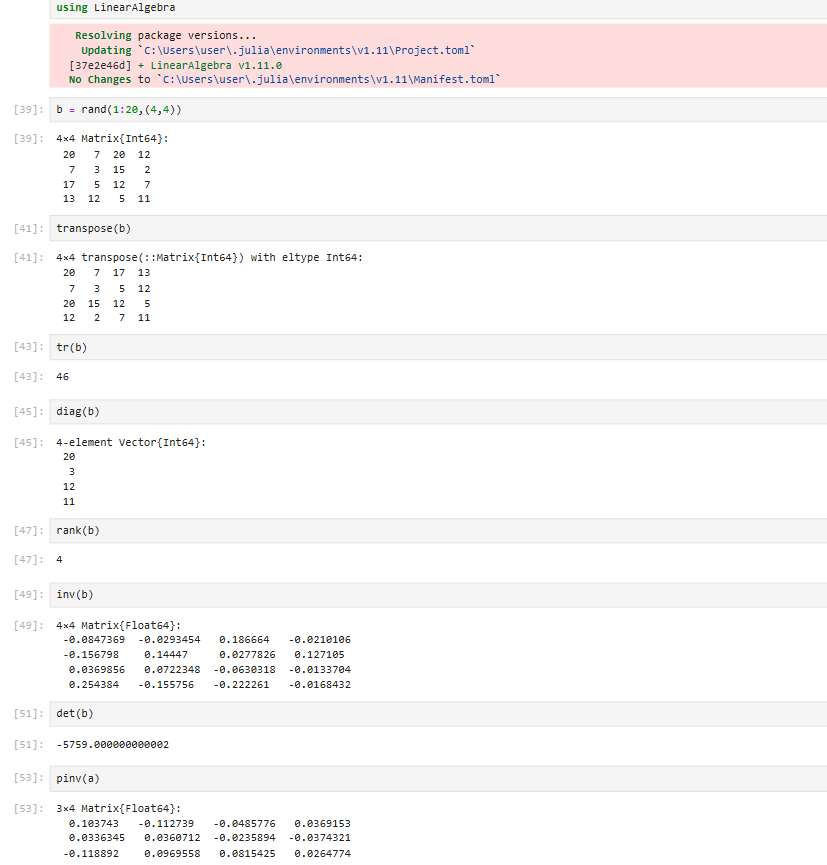 using LinearAlgebra
   Resolving package versions...
    Updating `C:\Users\user\.julia\environments\v1.11\Project.toml`
  [37e2e46d] + LinearAlgebra v1.11.0
  No Changes to `C:\Users\user\.julia\environments\v1.11\Manifest.toml`
[39]: b = rand(1:20,(4,4))
[39]: 4×4 Matrix{Int64}:
 20   7  20  12
  7   3  15   2
 17   5  12   7
 13  12   5  11
[41]: transpose(b)
[41]: 4×4 transpose(::Matrix{Int64}) with eltype Int64:
 20   7  17  13
  7   3   5  12
 20  15  12   5
 12   2   7  11
[43]: tr(b)
[43]: 46
[45]: diag(b)
[45]: 4-element Vector{Int64}:
 20
  3
 12
 11
[47]: rank(b)
[47]: 4
[49]: inv(b)
[49]: 4×4 Matrix{Float64}:
 -0.0847369  -0.0293454   0.186664   -0.0210106
 -0.156798    0.14447     0.0277826   0.127105
  0.0369856   0.0722348  -0.0630318  -0.0133704
  0.254384   -0.155756   -0.222261   -0.0168432
[51]: det(b)
[51]: -5759.000000000002
[53]: pinv(a)
[53]: 3×4 Matrix{Float64}:
  0.103743   -0.112739   -0.0485776   0.0369153
  0.0336345   0.0360712  -0.0235894  -0.0374321
 -0.118892    0.0969558   0.0815425   0.0264774